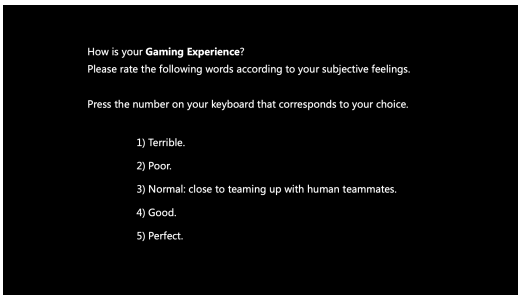 How is your Gaming Experience?
Please rate the following words according to your subjective feelings.
Press the number on your keyboard that corresponds to your choice.
1) Terrible.
2) Poor.
3) Normal: close to teaming up with human teammates.
4) Good.
5) Perfect.